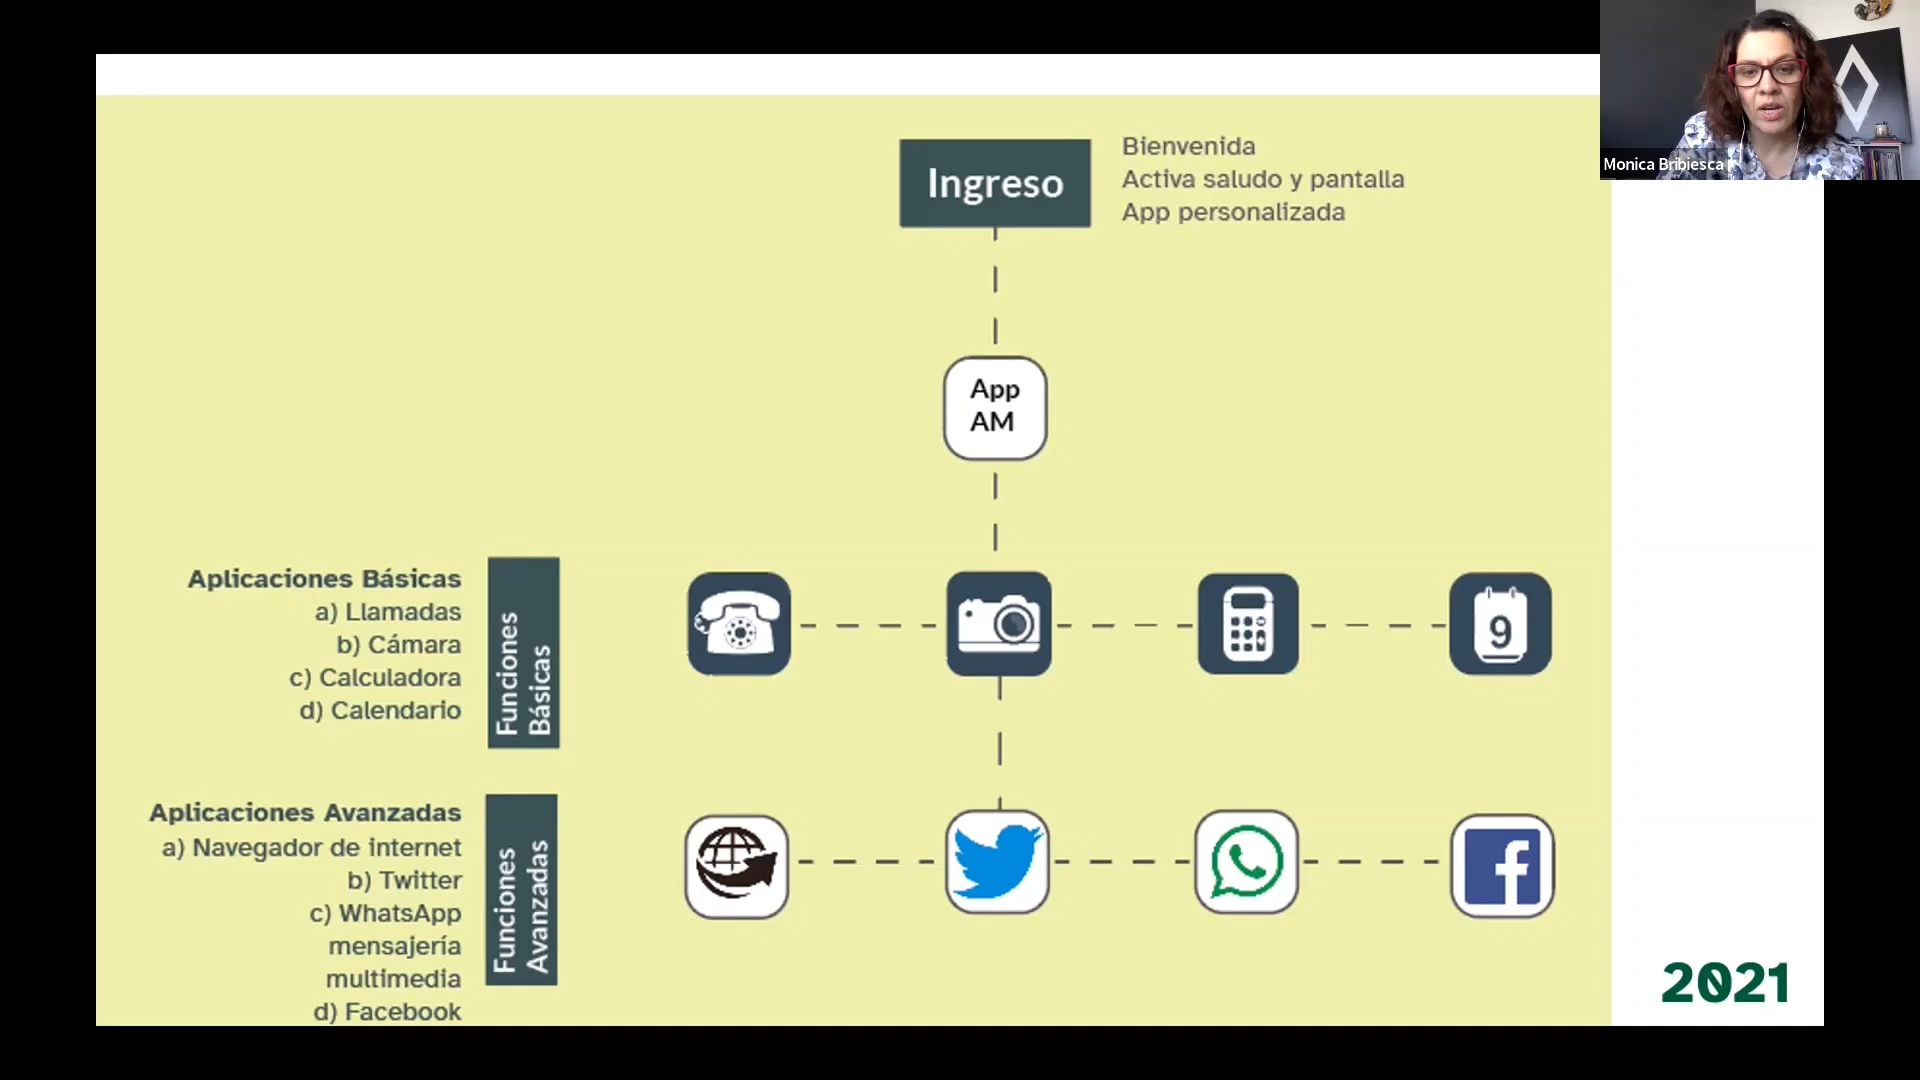 Ingreso
Bienvenida
Activa saludo y pantalla
App personalizada
Monica Bribiesca
App
AM
Aplicaciones Básicas
a) Llamadas
b) Cámara
c) Calculadora
d) Calendario
Funciones
Básicas
9
Aplicaciones Avanzadas
a) Navegador de internet
b) Twitter
c) WhatsApp
mensajería
multimedia
d) Facebook
Funciones
Avanzadas
f
2021